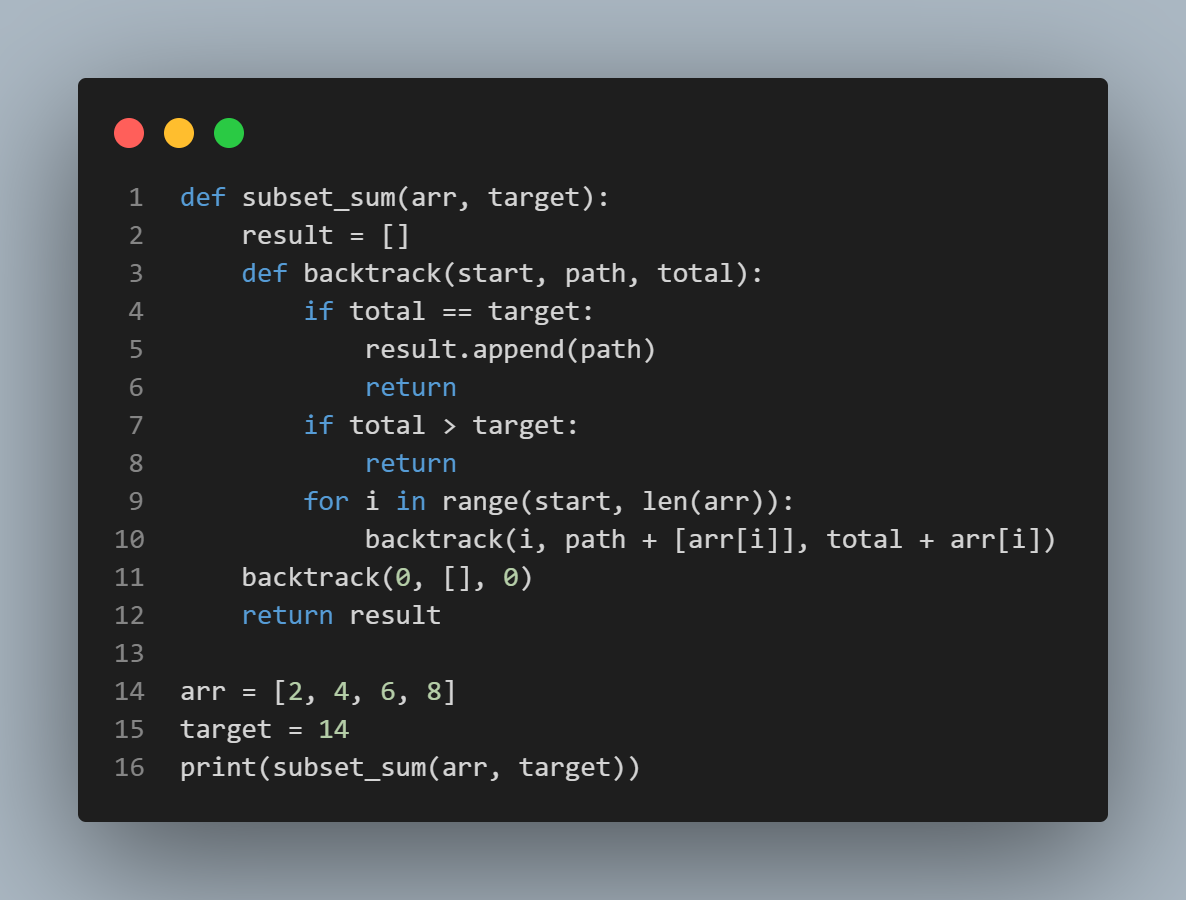 1 def subset_sum(arr, target):
2     result = []
3     def backtrack(start, path, total):
4         if total == target:
5             result.append(path)
6             return
7         if total > target:
8             return
9         for i in range(start, len(arr)):
10             backtrack(i, path + [arr[i]], total + arr[i])
11     backtrack(0, [], 0)
12     return result
13
14 arr = [2, 4, 6, 8]
15 target = 14
16 print(subset_sum(arr, target))